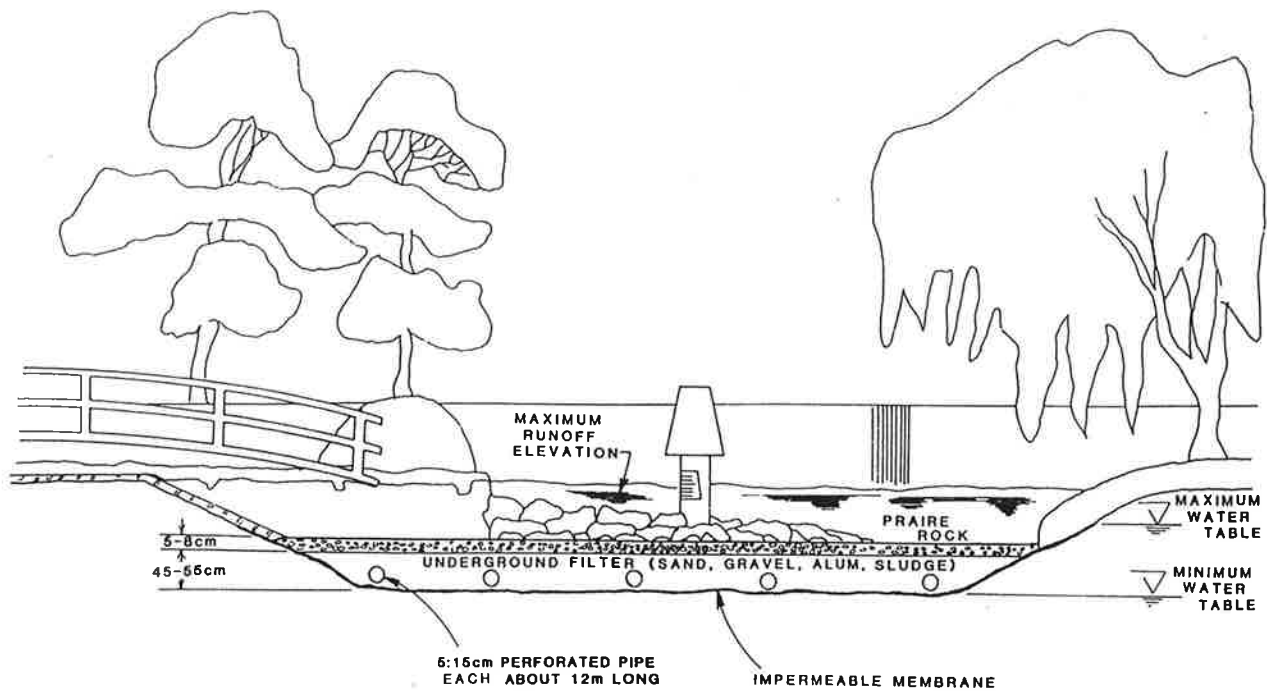 MAXIMUM
RUNOFF
ELEVATION
PRAIRE
ROCK
MAXIMUM
WATER
TABLE
5-8cm
45-55cm
UNDERGROUND FILTER (SAND, GRAVEL, ALUM, SLUDGE)
MINIMUM
WATER
TABLE
5:15cm PERFORATED PIPE
EACH ABOUT 12m LONG
IMPERMEABLE MEMBRANE